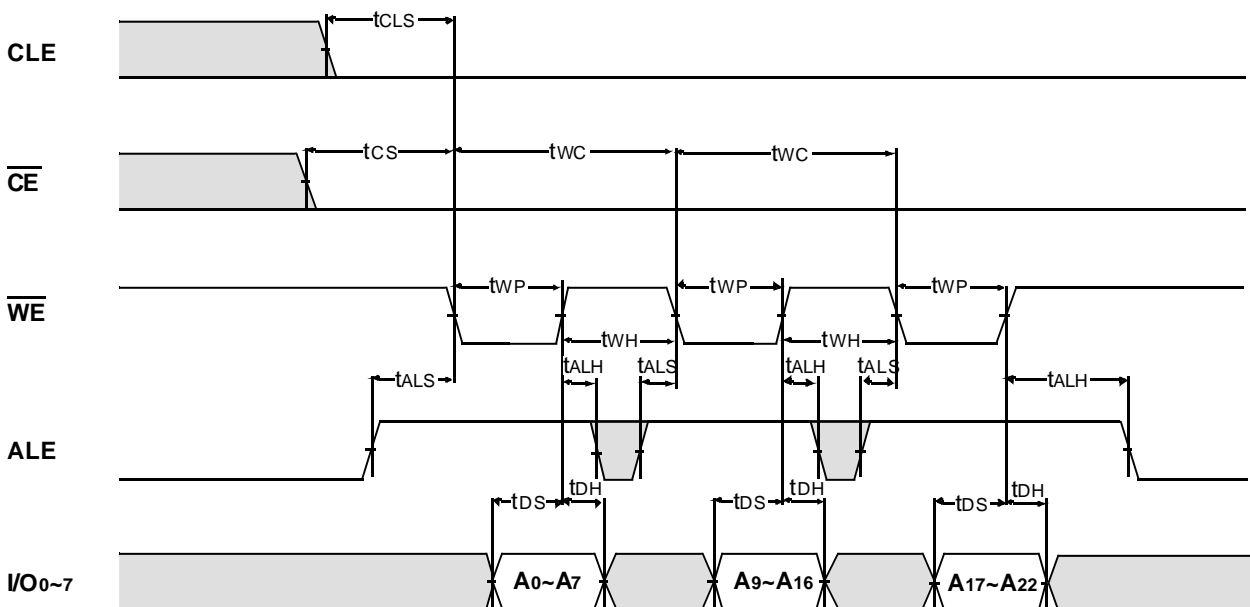 tCLS
CLE
tCS tWC tWC
CE
tWP tWP tWP
WE
tWH tWH
tALS tALH tALS tALH tALS tALH
ALE
tDS tDH tDS tDH tDS tDH
I/O0~7 A0~A7 A9~A16 A17~A22